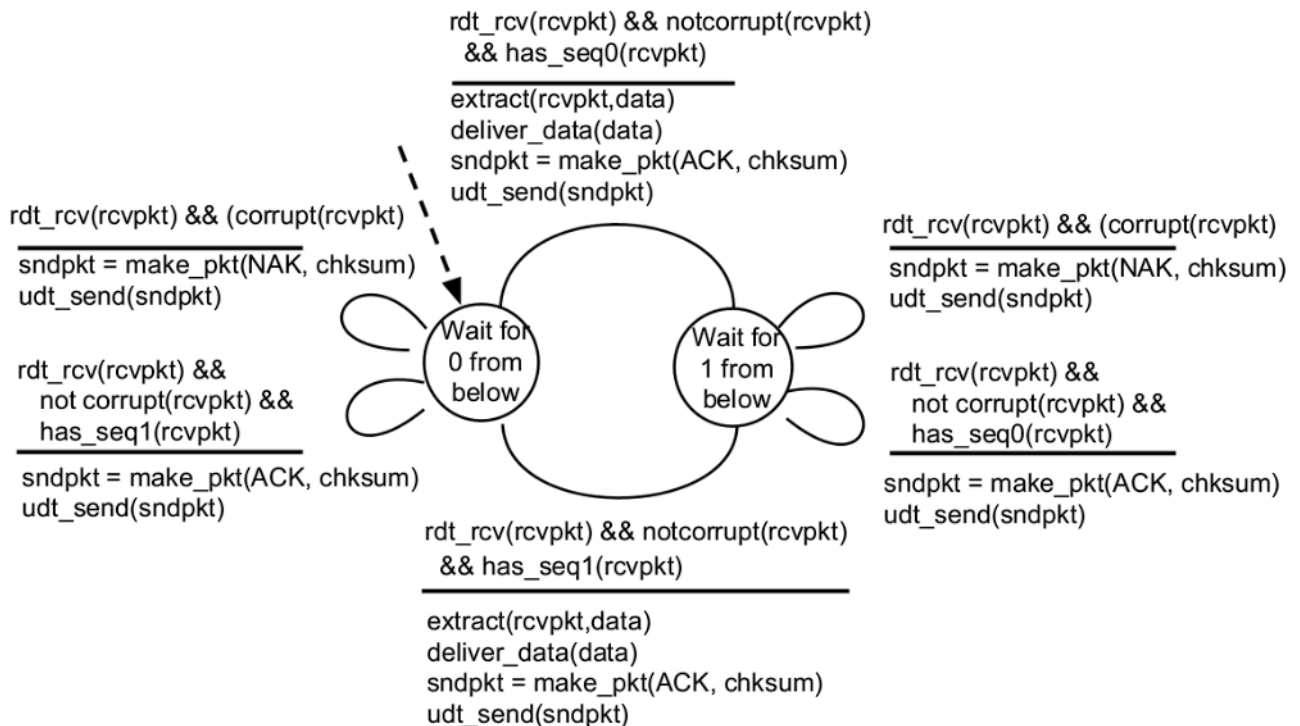 rdt_rcv(rcvpkt) && notcorrupt(rcvpkt)
&& has_seq0(rcvpkt)
extract(rcvpkt,data)
deliver_data(data)
sndpkt = make_pkt(ACK, chksum)
udt_send(sndpkt)
rdt_rcv(rcvpkt) && (corrupt(rcvpkt)
sndpkt = make_pkt(NAK, chksum)
udt_send(sndpkt)
rdt_rcv(rcvpkt) &&
not corrupt(rcvpkt) &&
has_seq1(rcvpkt)
sndpkt = make_pkt(ACK, chksum)
udt_send(sndpkt)
Wait for
0 from
below
Wait for
1 from
below
rdt_rcv(rcvpkt) && (corrupt(rcvpkt)
sndpkt = make_pkt(NAK, chksum)
udt_send(sndpkt)
rdt_rcv(rcvpkt) &&
not corrupt(rcvpkt) &&
has_seq0(rcvpkt)
sndpkt = make_pkt(ACK, chksum)
udt_send(sndpkt)
rdt_rcv(rcvpkt) && notcorrupt(rcvpkt)
&& has_seq1(rcvpkt)
extract(rcvpkt,data)
deliver_data(data)
sndpkt = make_pkt(ACK, chksum)
udt_send(sndpkt)